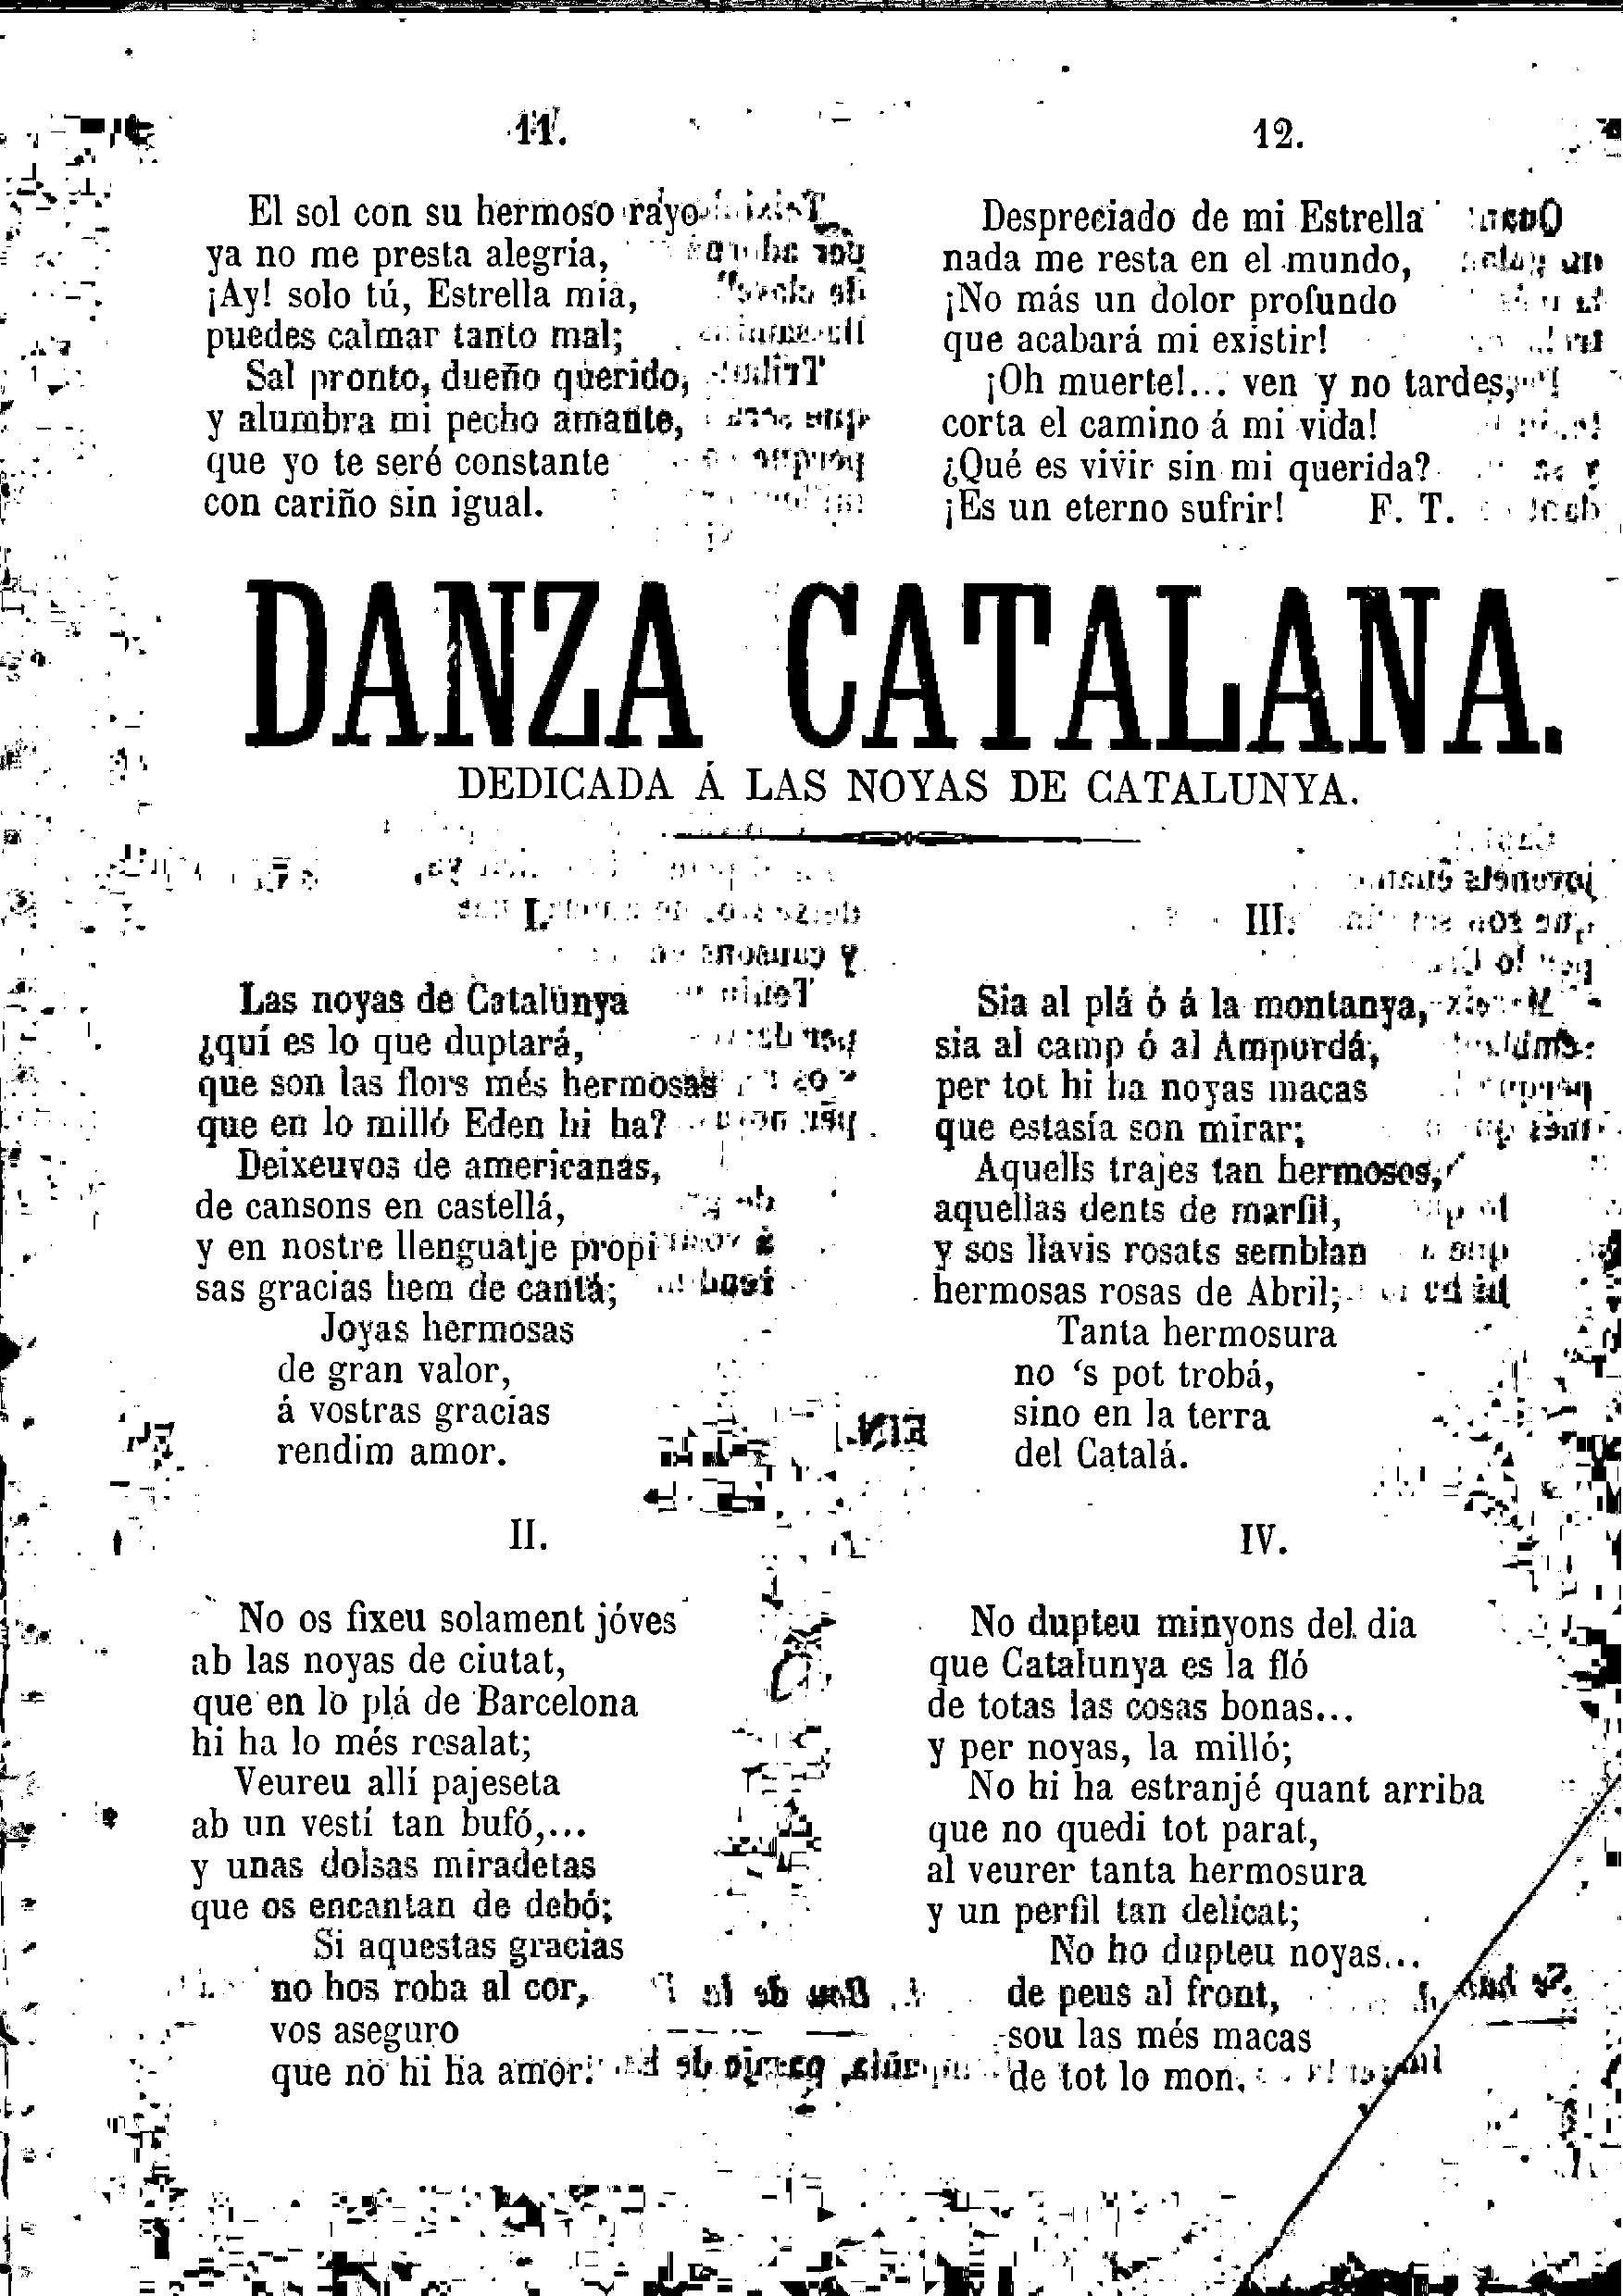 11.
El sol con su hermoso rayo
ya no me presta alegria,
¡Ay! solo tú, Estrella mia,
puedes calmar tanto mal;
Sal pronto, dueño querido,
y alumbra mi pecho amante,
que yo te seré constante
con cariño sin igual.
12.
Despreciado de mi Estrella
nada me resta en el mundo,
¡No más un dolor profundo
que acabará mi existir!
¡Oh muerte!... ven y no tardes,
corta el camino á mi vida!
¿Qué es vivir sin mi querida?
¡Es un eterno sufrir! F. T.
DANZA CATALANA.
DEDICADA Á LAS NOYAS DE CATALUNYA.
I.
Las noyas de Catalunya
¿quí es lo que duptará,
que son las flors més hermosas
que en lo milló Eden hi ha?
Deixeuvos de americanas,
de cansons en castellá,
y en nostre llenguatje propi
sas gracias hem de cantá;
Joyas hermosas
de gran valor,
á vostras gracias
rendim amor.
II.
No os fixeu solament jóves
ab las noyas de ciutat,
que en lo plá de Barcelona
hi ha lo més resalat;
Veureu allí pajeseta
ab un vestí tan bufó,...
y unas dolsas miradetas
que os encantan de debó;
Si aquestas gracias
no hos roba al cor,
vos aseguro
que no hi ha amor.
III.
Sia al plá ó á la montanya,
sia al camp ó al Ampurdá,
per tot hi ha noyas macas
que estasía son mirar;
Aquells trajes tan hermosos,
aquellas dents de marfil,
y sos llavis rosats semblan
hermosas rosas de Abril;
Tanta hermosura
no 's pot trobá,
sino en la terra
del Catalá.
IV.
No dupteu minyons del dia
que Catalunya es la fló
de totas las cosas bonas...
y per noyas, la milló;
No hi ha estranjé quant arriba
que no quedi tot parat,
al veurer tanta hermosura
y un perfil tan delicat;
No ho dupteu noyas...
de peus al front,
sou las més macas
de tot lo mon.